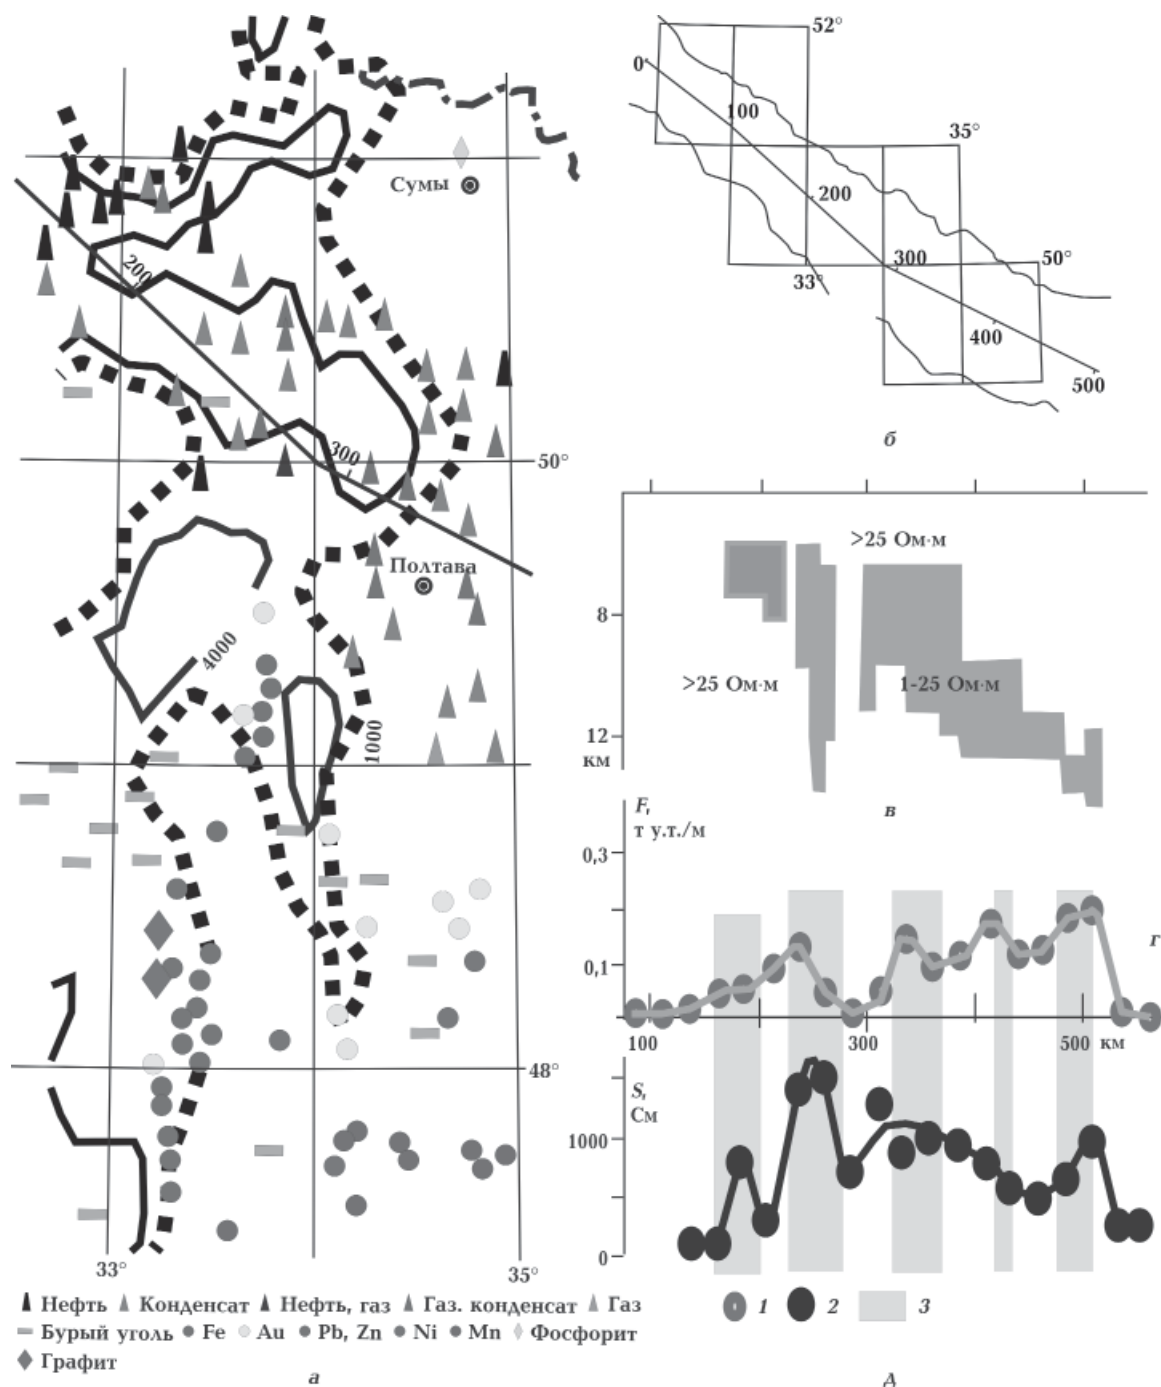 Сумы
200
50°
300
Полтава
4000
1000
48°
33°
35°
Нефть Конденсат Нефть, газ Газ. конденсат Газ
Бурый уголь Fe Au Pb, Zn Ni Mn Фосфорит
Графит
а
52°
0
100
35°
200
300
50°
33°
400
500
б
>25 Ом·м
8
>25 Ом·м
1-25 Ом·м
12
км
в
F,
т у.т./м
0,3
г
0,1
100
300
500 км
S,
См
1000
0
1 2 3
д